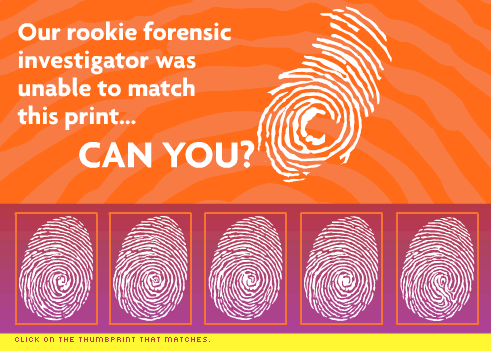 Our rookie forensic
investigator was
unable to match
this print...
CAN YOU?
CLICK ON THE THUMBPRINT THAT MATCHES.